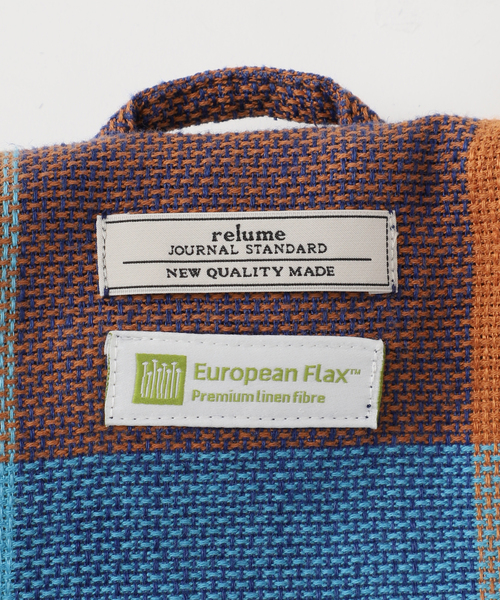 relume
JOURNAL STANDARD
NEW QUALITY MADE
European Flax™
Premium linen fibre